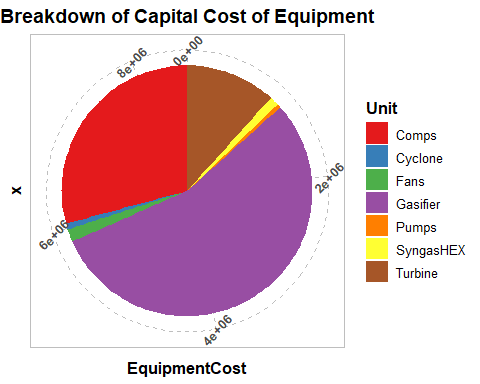 Breakdown of Capital Cost of Equipment
0e+00
8e+06
2e+06
6e+06
4e+06
x
EquipmentCost
Unit
Comps
Cyclone
Fans
Gasifier
Pumps
SyngasHEX
Turbine